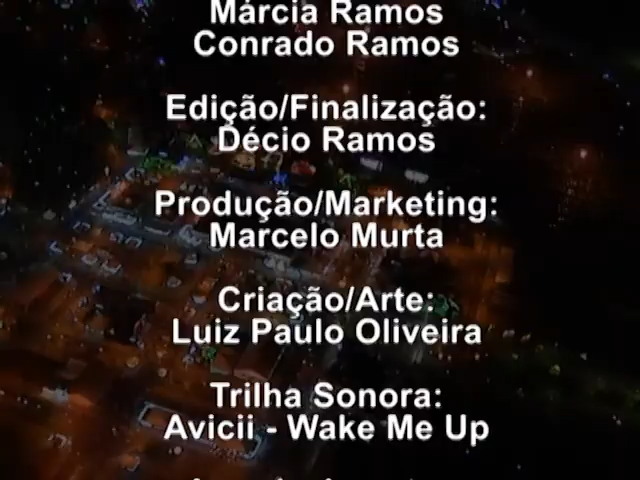 Márcia Ramos
Conrado Ramos
Edição/Finalização:
Décio Ramos
Produção/Marketing:
Marcelo Murta
Criação/Arte:
Luiz Paulo Oliveira
Trilha Sonora:
Avicii - Wake Me Up